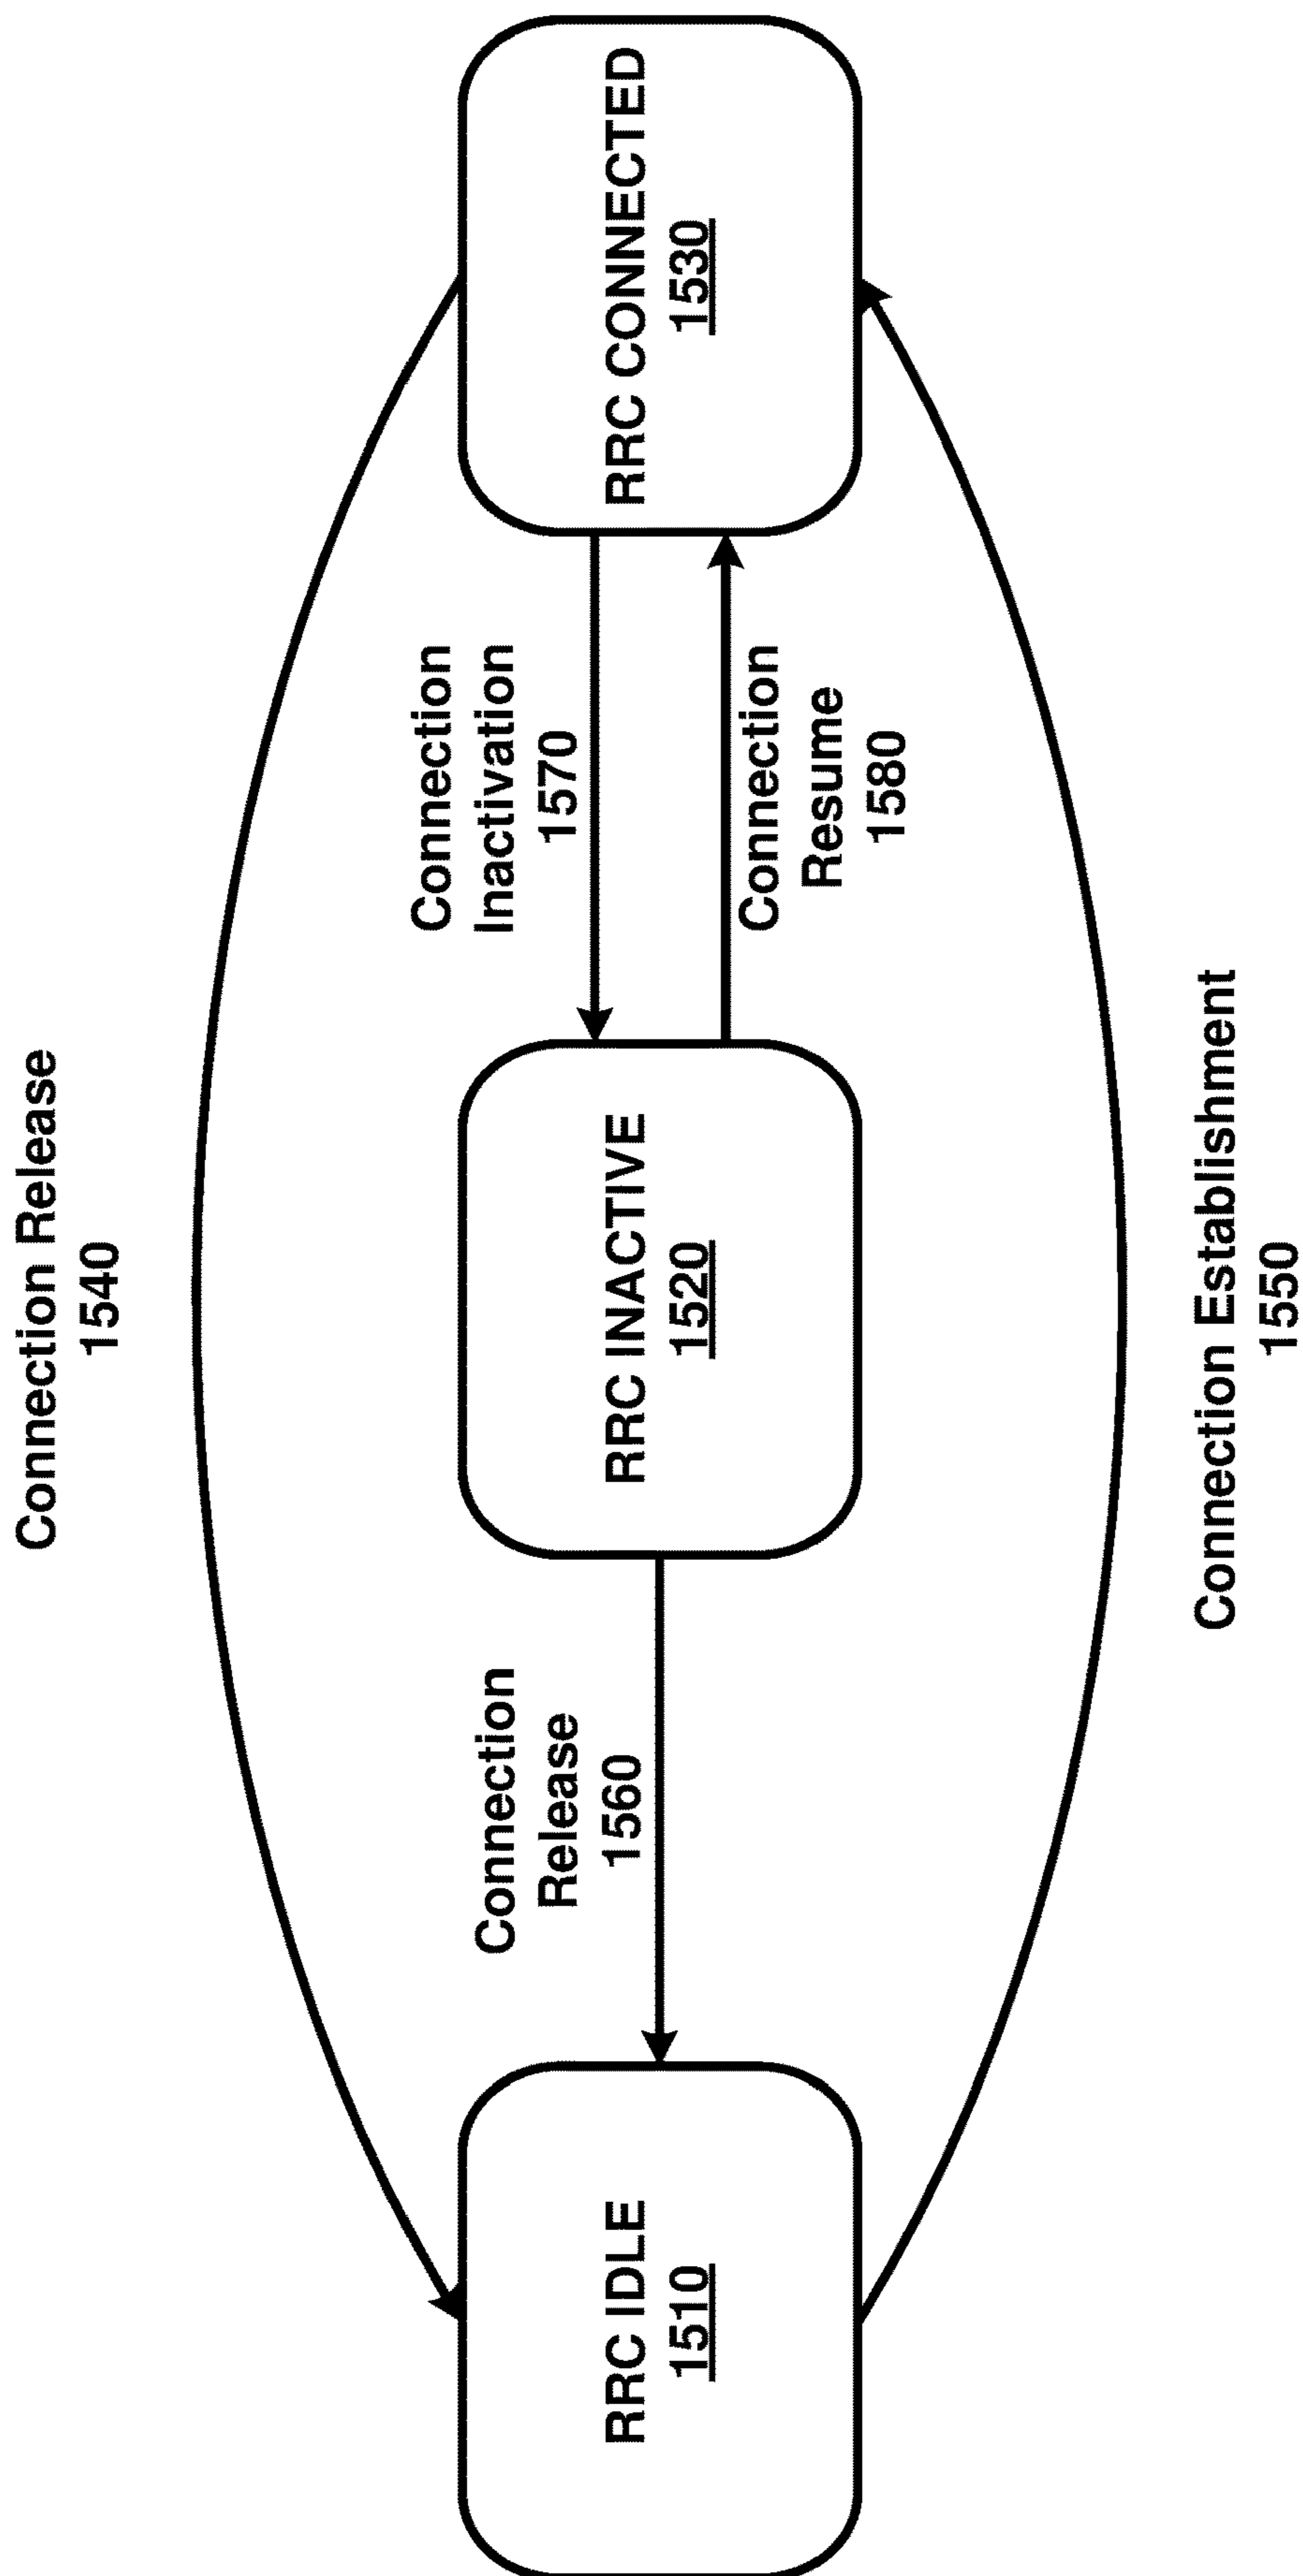 Connection Release
1540
RRC IDLE
1510
Connection
Release
1560
RRC INACTIVE
1520
Connection
Inactivation
1570
Connection
Resume
1580
RRC CONNECTED
1530
Connection Establishment
1550